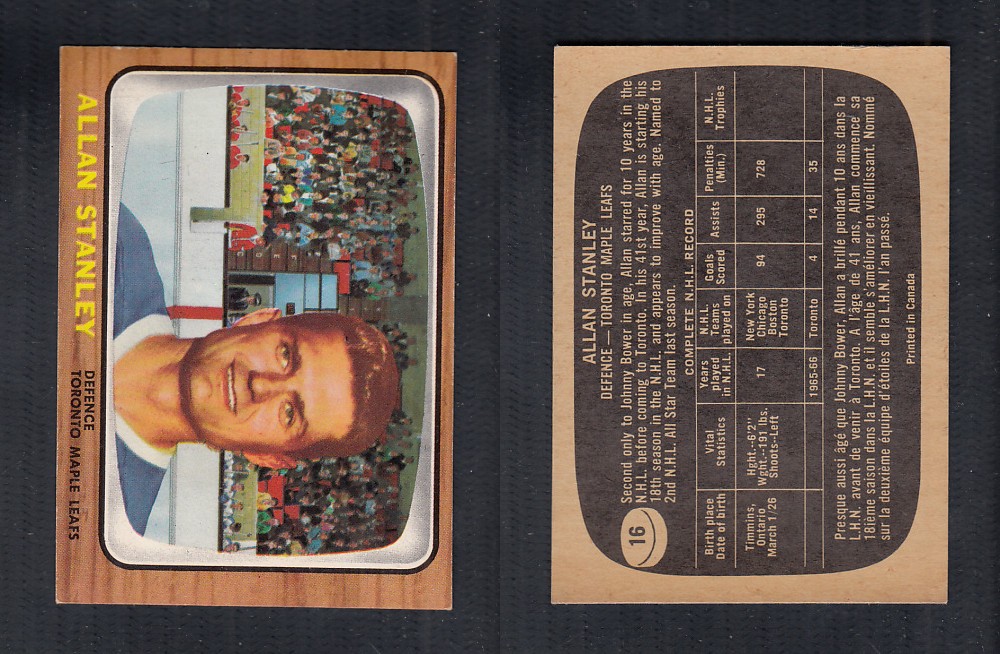 ALLAN STANLEY
DEFENCE
TORONTO MAPLE LEAFS
16
ALLAN STANLEY
DEFENCE — TORONTO MAPLE LEAFS
Second only to Johnny Bower in age, Allan starred for 10 years in the
N.H.L. before coming to Toronto. In his 41st year, Allan is starting his
18th season in the N.H.L. and appears to improve with age. Named to
2nd N.H.L. All Star Team last season.
COMPLETE N.H.L. RECORD
Birth place Date of birth | Vital Statistics | Years played in N.H.L. | N.H.L. Teams played on | Goals Scored | Assists | Penalties (Min.) | N.H.L. Trophies
Timmins, Ontario March 1/26 | Hght.--6'2" Wght.--191 lbs. Shoots--Left | 17 | New York Chicago Boston Toronto | 94 | 295 | 728
1965-66 | Toronto | 4 | 14 | 35
Presque aussi âgé que Johnny Bower, Allan a brillé pendant 10 ans dans la
L.H.N. avant de venir à Toronto. A l'âge de 41 ans, Allan commence sa
18ième saison dans la L.H.N. et il semble s'améliorer en vieillissant. Nommé
sur la deuxième équipe d'étoiles de la L.H.N. l'an passé.
Printed in Canada